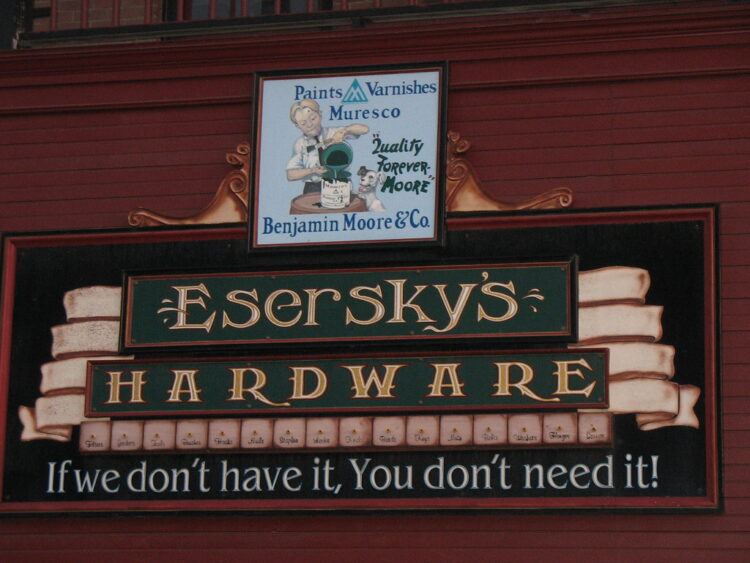 Paints Varnishes
Muresco
"Quality
Forever-
Moore"
Benjamin Moore & Co.
Esersky's
HARDWARE
If we don't have it, You don't need it!